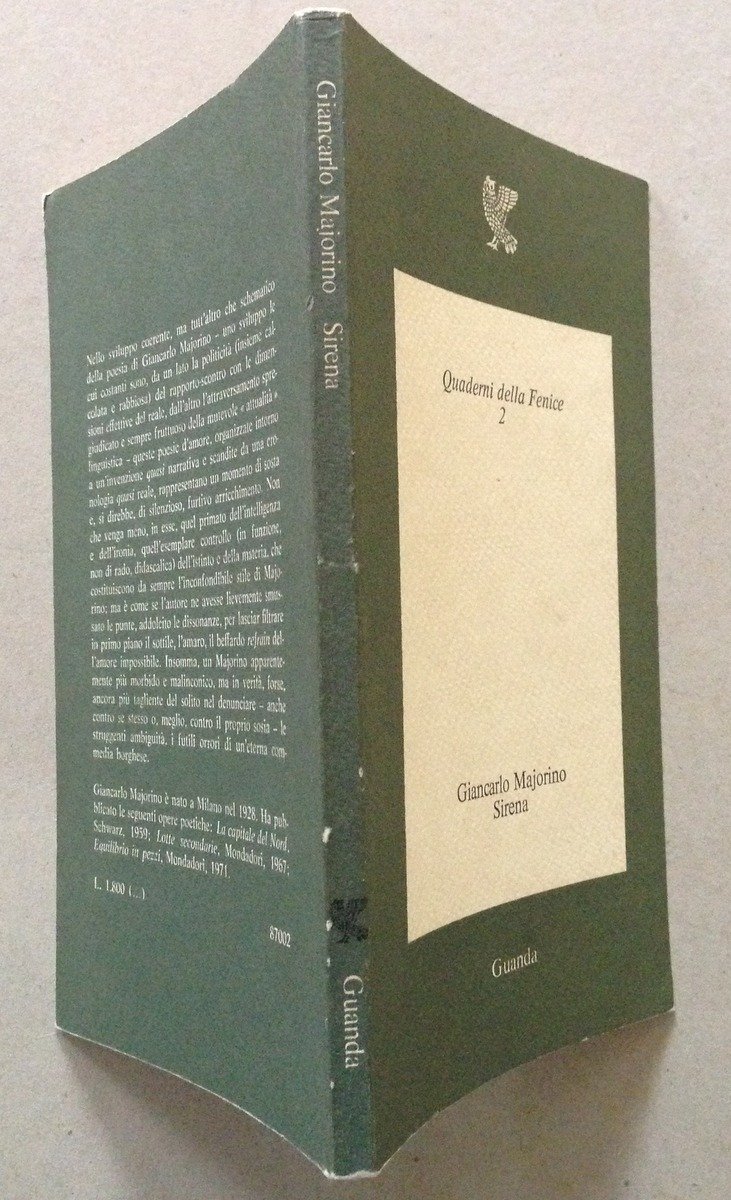 Nello sviluppo coerente, ma tutt'altro che schematico
della poesia di Giancarlo Majorino – uno sviluppo le
cui costanti sono, da un lato la politicità (insieme cal-
colata e rabbiosa) del rapporto-scontro con le dimen-
sioni effettive del reale, dall'altro l'attraversamento spre-
giudicato e sempre fruttuoso della mutevole « attualità »
linguistica – queste poesie d'amore, organizzate intorno
a un'invenzione quasi narrativa e scandite da una cro-
nologia quasi reale, rappresentano un momento di sosta
e, si direbbe, di silenzioso, furtivo arricchimento. Non
che venga meno, in esse, quel primato dell'intelligenza
e dell'ironia, quell'esemplare controllo (in funzione,
non di rado, didascalica) dell'istinto e della materia, che
costituiscono da sempre l'inconfondibile stile di Majo-
rino; ma è come se l'autore ne avesse lievemente smus-
sato le punte, addolcito le dissonanze, per lasciar filtrare
in primo piano il sottile, l'amaro, il beffardo refrain del-
l'amore impossibile. Insomma, un Majorino apparente-
mente più morbido e malinconico, ma in verità, forse,
ancora più tagliente del solito nel denunciare – anche
contro se stesso o, meglio, contro il proprio sosia – le
struggenti ambiguità, i futili orrori di un'eterna com-
media borghese.
Giancarlo Majorino è nato a Milano nel 1928. Ha pub-
blicato le seguenti opere poetiche: La capitale del Nord,
Schwarz, 1959; Lotte secondarie, Mondadori, 1967;
Equilibrio in pezzi, Mondadori, 1971.
L. 1.800 (...)
87002
Giancarlo Majorino Sirena
Guanda
Quaderni della Fenice
2
Giancarlo Majorino
Sirena
Guanda